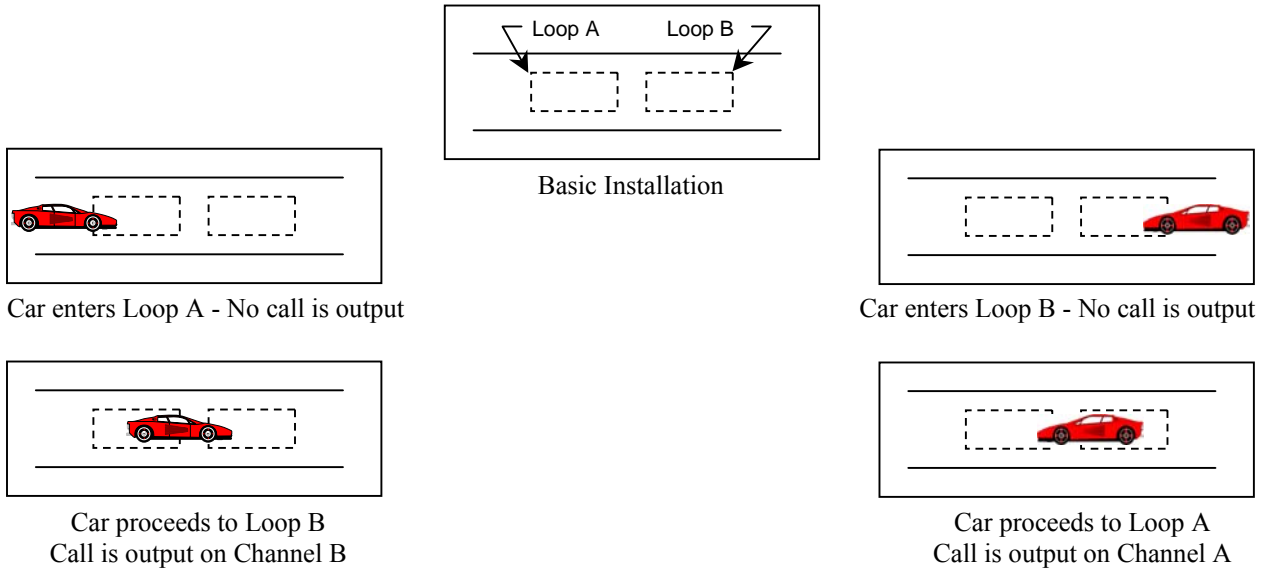 Loop A
Loop B
Basic Installation
Car enters Loop A - No call is output
Car enters Loop B - No call is output
Car proceeds to Loop B
Call is output on Channel B
Car proceeds to Loop A
Call is output on Channel A